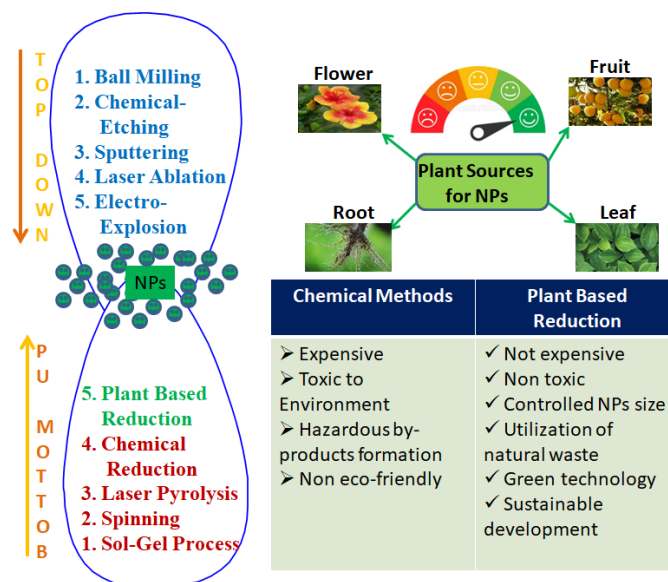 TOP DOWN
1. Ball Milling
2. Chemical-
Etching
3. Sputtering
4. Laser Ablation
5. Electro-
Explosion
NPs
BOTTOM UP
5. Plant Based
Reduction
4. Chemical
Reduction
3. Laser Pyrolysis
2. Spinning
1. Sol-Gel Process
Flower
Fruit
Plant Sources
for NPs
Root
Leaf
Chemical Methods
➢ Expensive
➢ Toxic to
Environment
➢ Hazardous by-
products formation
➢ Non eco-friendly
Plant Based
Reduction
✓ Not expensive
✓ Non toxic
✓ Controlled NPs size
✓ Utilization of
natural waste
✓ Green technology
✓ Sustainable
development